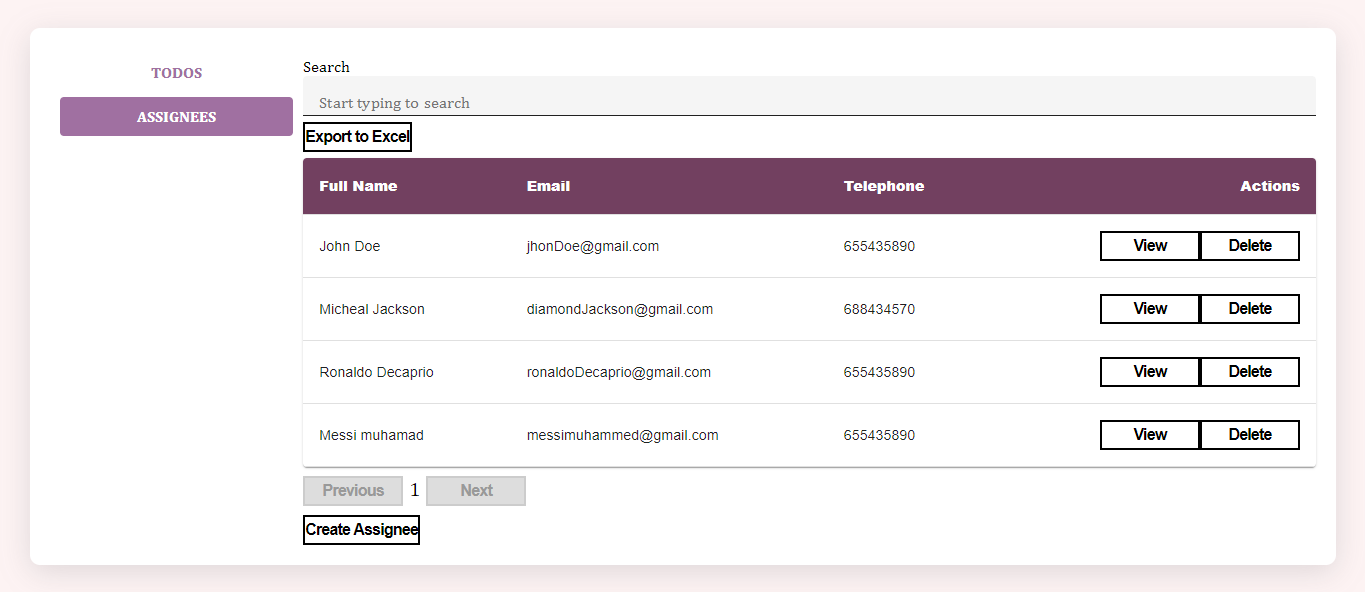 TODOS
ASSIGNEES
Search
Start typing to search
Export to Excel
Full Name Email Telephone Actions
John Doe jhonDoe@gmail.com 655435890 View Delete
Micheal Jackson diamondJackson@gmail.com 688434570 View Delete
Ronaldo Decaprio ronaldoDecaprio@gmail.com 655435890 View Delete
Messi muhamad messimuhammed@gmail.com 655435890 View Delete
Previous 1 Next
Create Assignee